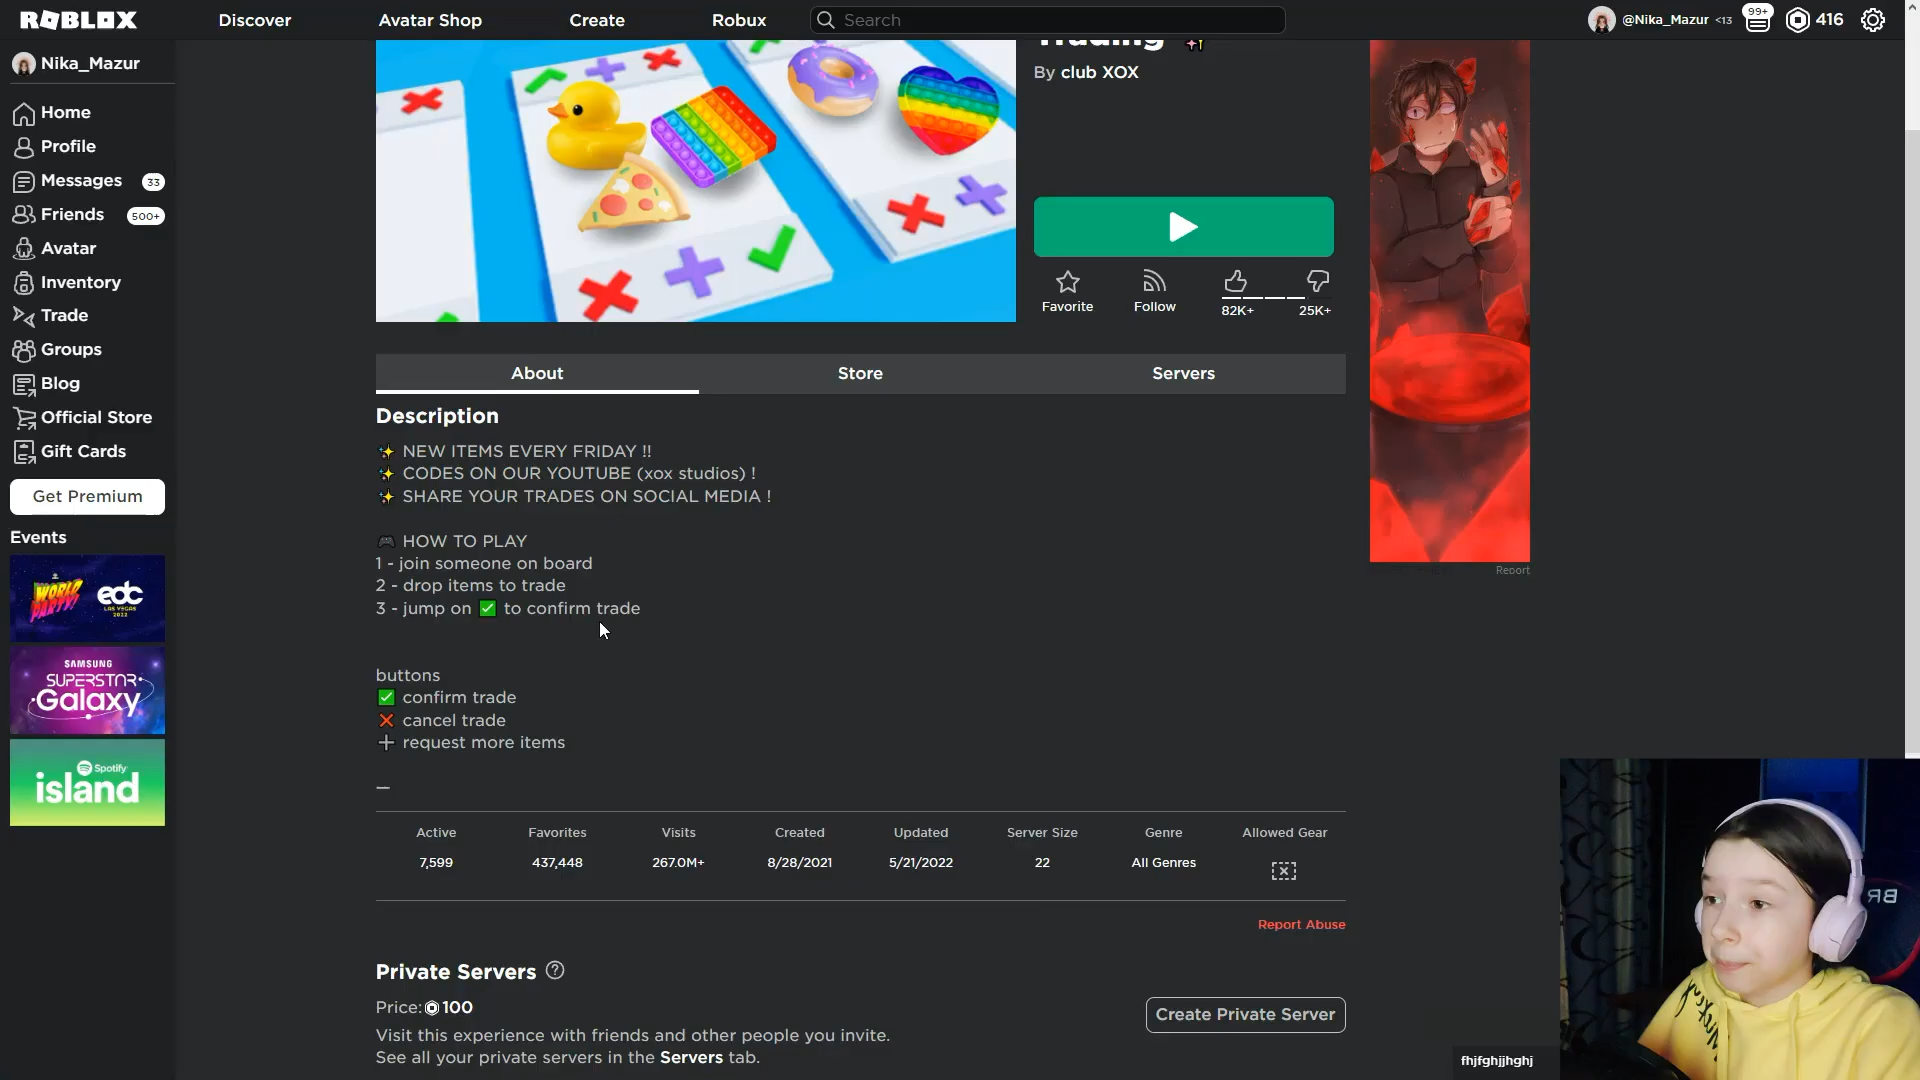 ROBLOX
Discover
Avatar Shop
Create
Robux
Search
@Nika_Mazur <13
99+
416
Nika_Mazur
Home
Profile
Messages 33
Friends 500+
Avatar
Inventory
Trade
Groups
Blog
Official Store
Gift Cards
Get Premium
Events
WORLD PARTY!
edc
LAS VEGAS
2022
SAMSUNG
SUPERSTAR
Galaxy
Spotify
island
Trading ✨
By club XOX
Favorite
Follow
82K+
25K+
About
Store
Servers
Description
✨ NEW ITEMS EVERY FRIDAY !!
✨ CODES ON OUR YOUTUBE (xox studios) !
✨ SHARE YOUR TRADES ON SOCIAL MEDIA !
🎮 HOW TO PLAY
1 - join someone on board
2 - drop items to trade
3 - jump on ✅ to confirm trade
buttons
✅ confirm trade
❌ cancel trade
➕ request more items
—
Active
Favorites
Visits
Created
Updated
Server Size
Genre
Allowed Gear
7,599
437,448
267.0M+
8/28/2021
5/21/2022
22
All Genres
Report Abuse
Private Servers
Price: 100
Create Private Server
Visit this experience with friends and other people you invite.
See all your private servers in the Servers tab.
Report
fhjfghjjhghj